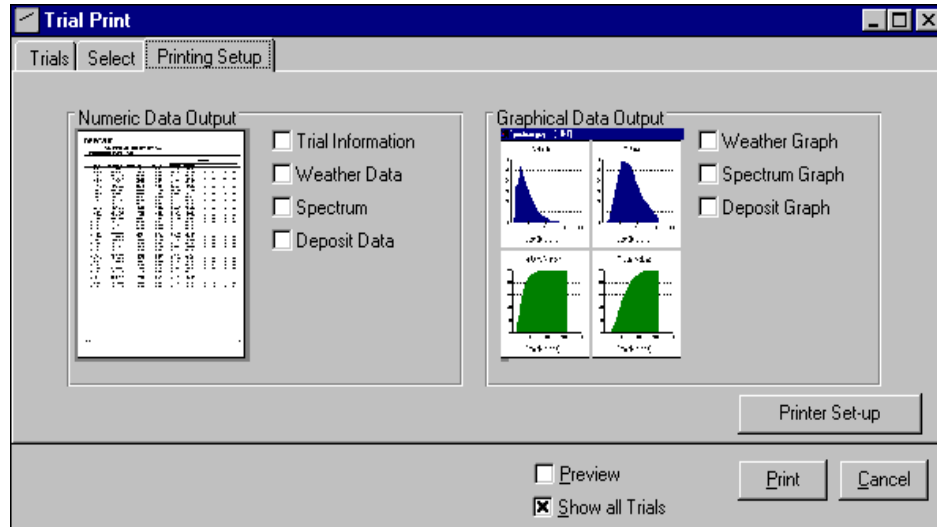 Trial Print
Trials Select Printing Setup
Numeric Data Output
Trial Information
Weather Data
Spectrum
Deposit Data
Graphical Data Output
Weather Graph
Spectrum Graph
Deposit Graph
Printer Set-up
Preview
Show all Trials
Print
Cancel